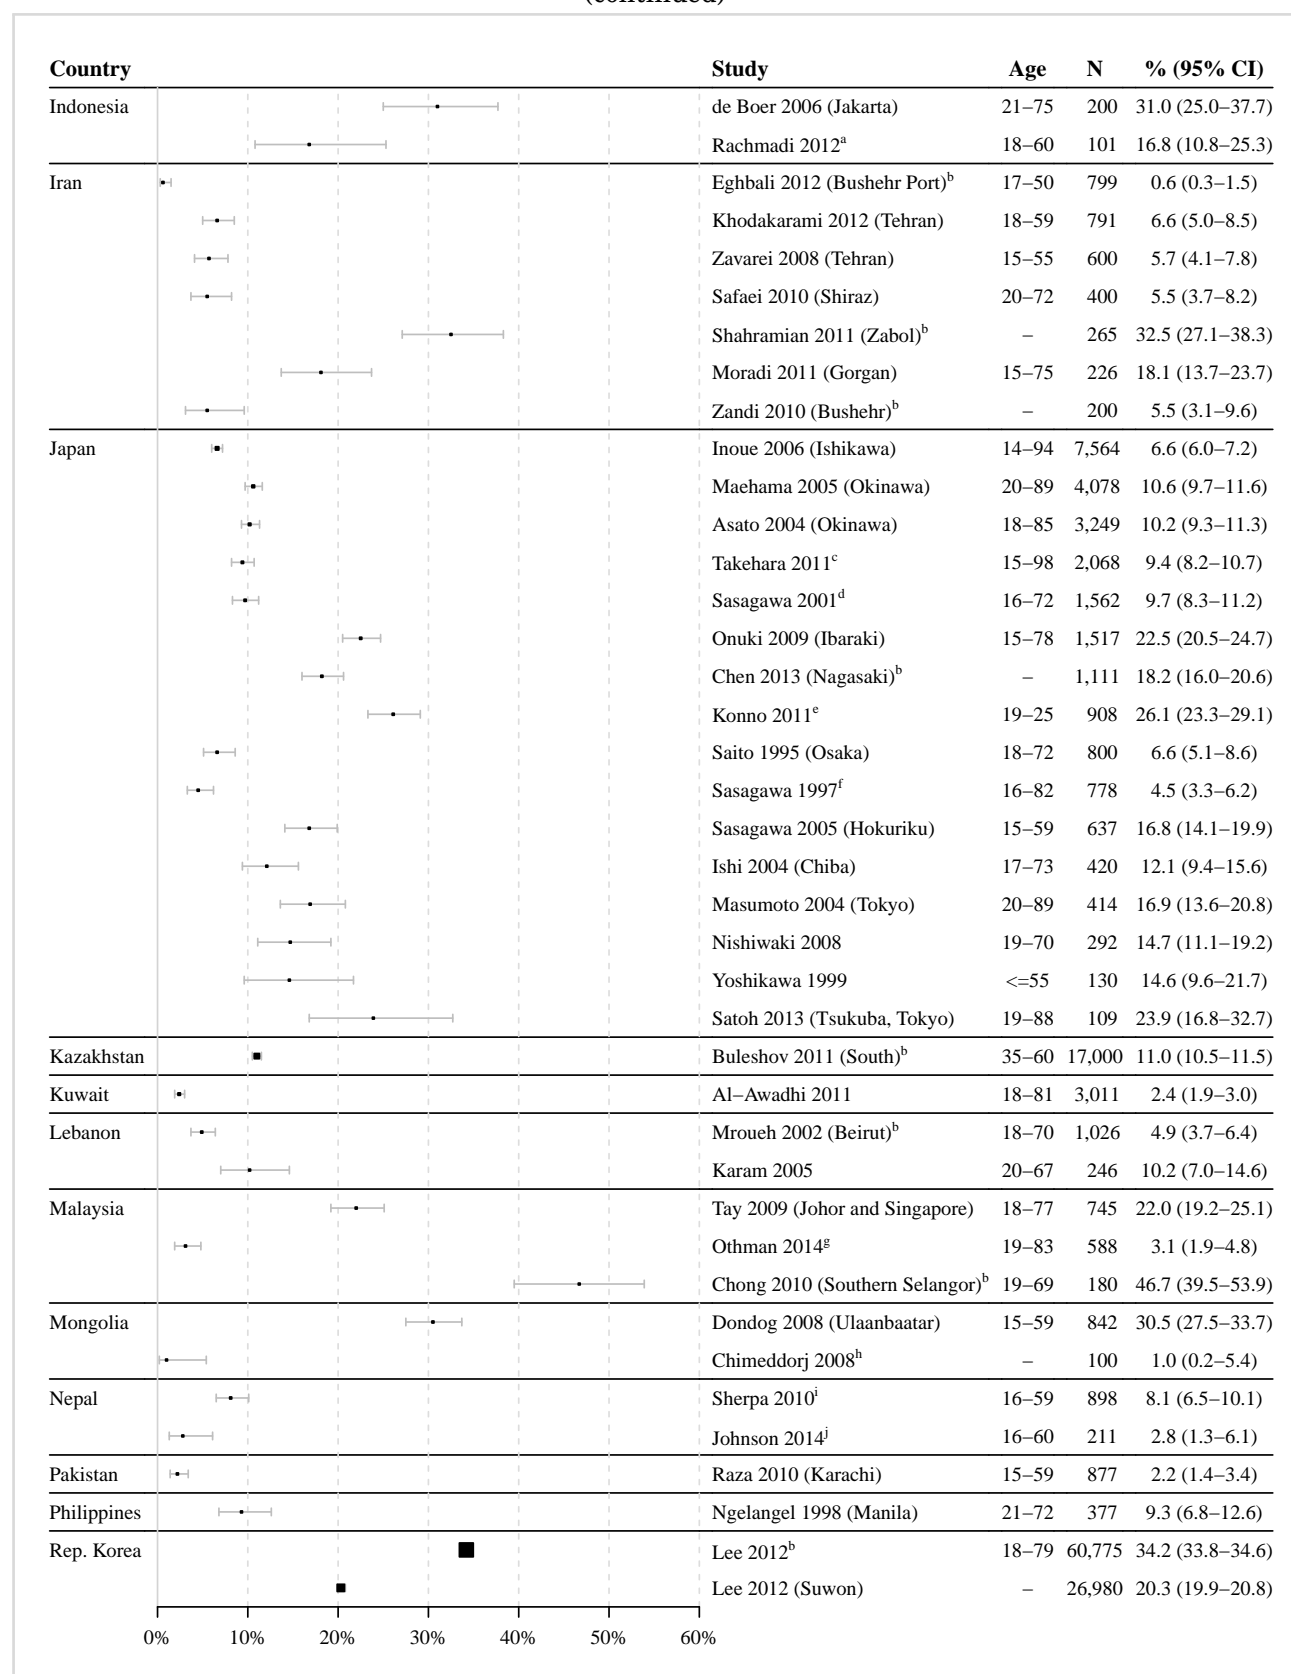 (continued)
Country Study Age N % (95% CI)
Indonesia de Boer 2006 (Jakarta) 21–75 200 31.0 (25.0–37.7)
Rachmadi 2012a 18–60 101 16.8 (10.8–25.3)
Iran Eghbali 2012 (Bushehr Port)b 17–50 799 0.6 (0.3–1.5)
Khodakarami 2012 (Tehran) 18–59 791 6.6 (5.0–8.5)
Zavarei 2008 (Tehran) 15–55 600 5.7 (4.1–7.8)
Safaei 2010 (Shiraz) 20–72 400 5.5 (3.7–8.2)
Shahramian 2011 (Zabol)b – 265 32.5 (27.1–38.3)
Moradi 2011 (Gorgan) 15–75 226 18.1 (13.7–23.7)
Zandi 2010 (Bushehr)b – 200 5.5 (3.1–9.6)
Japan Inoue 2006 (Ishikawa) 14–94 7,564 6.6 (6.0–7.2)
Maehama 2005 (Okinawa) 20–89 4,078 10.6 (9.7–11.6)
Asato 2004 (Okinawa) 18–85 3,249 10.2 (9.3–11.3)
Takehara 2011c 15–98 2,068 9.4 (8.2–10.7)
Sasagawa 2001d 16–72 1,562 9.7 (8.3–11.2)
Onuki 2009 (Ibaraki) 15–78 1,517 22.5 (20.5–24.7)
Chen 2013 (Nagasaki)b – 1,111 18.2 (16.0–20.6)
Konno 2011e 19–25 908 26.1 (23.3–29.1)
Saito 1995 (Osaka) 18–72 800 6.6 (5.1–8.6)
Sasagawa 1997f 16–82 778 4.5 (3.3–6.2)
Sasagawa 2005 (Hokuriku) 15–59 637 16.8 (14.1–19.9)
Ishi 2004 (Chiba) 17–73 420 12.1 (9.4–15.6)
Masumoto 2004 (Tokyo) 20–89 414 16.9 (13.6–20.8)
Nishiwaki 2008 19–70 292 14.7 (11.1–19.2)
Yoshikawa 1999 <=55 130 14.6 (9.6–21.7)
Satoh 2013 (Tsukuba, Tokyo) 19–88 109 23.9 (16.8–32.7)
Kazakhstan Buleshov 2011 (South)b 35–60 17,000 11.0 (10.5–11.5)
Kuwait Al−Awadhi 2011 18–81 3,011 2.4 (1.9–3.0)
Lebanon Mroueh 2002 (Beirut)b 18–70 1,026 4.9 (3.7–6.4)
Karam 2005 20–67 246 10.2 (7.0–14.6)
Malaysia Tay 2009 (Johor and Singapore) 18–77 745 22.0 (19.2–25.1)
Othman 2014g 19–83 588 3.1 (1.9–4.8)
Chong 2010 (Southern Selangor)b 19–69 180 46.7 (39.5–53.9)
Mongolia Dondog 2008 (Ulaanbaatar) 15–59 842 30.5 (27.5–33.7)
Chimeddorj 2008h – 100 1.0 (0.2–5.4)
Nepal Sherpa 2010i 16–59 898 8.1 (6.5–10.1)
Johnson 2014j 16–60 211 2.8 (1.3–6.1)
Pakistan Raza 2010 (Karachi) 15–59 877 2.2 (1.4–3.4)
Philippines Ngelangel 1998 (Manila) 21–72 377 9.3 (6.8–12.6)
Rep. Korea Lee 2012b 18–79 60,775 34.2 (33.8–34.6)
Lee 2012 (Suwon) – 26,980 20.3 (19.9–20.8)
0% 10% 20% 30% 40% 50% 60%